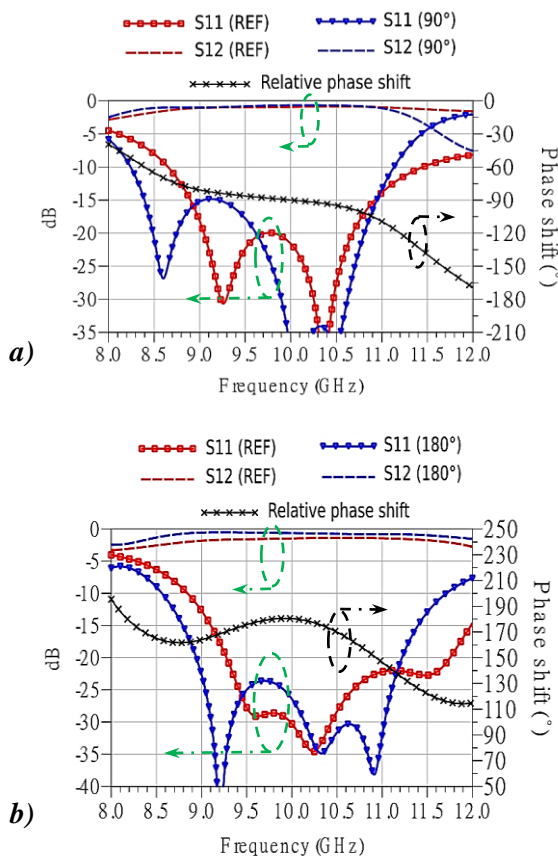 S11 (REF) S11 (90°)
S12 (REF) S12 (90°)
Relative phase shift
0 0
-5 -30
-10 -60
-15 -90
-20 -120
-25 -150
-30 -180
-35 -210
dB
Phase shift(°)
8.0 8.5 9.0 9.5 10.0 10.5 11.0 11.5 12.0
a)
Frequency(GHz)
S11 (REF) S11 (180°)
S12 (REF) S12 (180°)
Relative phase shift
0 250
-5 230
-10 210
-15 190
-20 170
-25 150
-30 130
-35 110
-40 90
70
50
dB
Phase shift(°)
8.0 8.5 9.0 9.5 10.0 10.5 11.0 11.5 12.0
b)
Frequency(GHz)